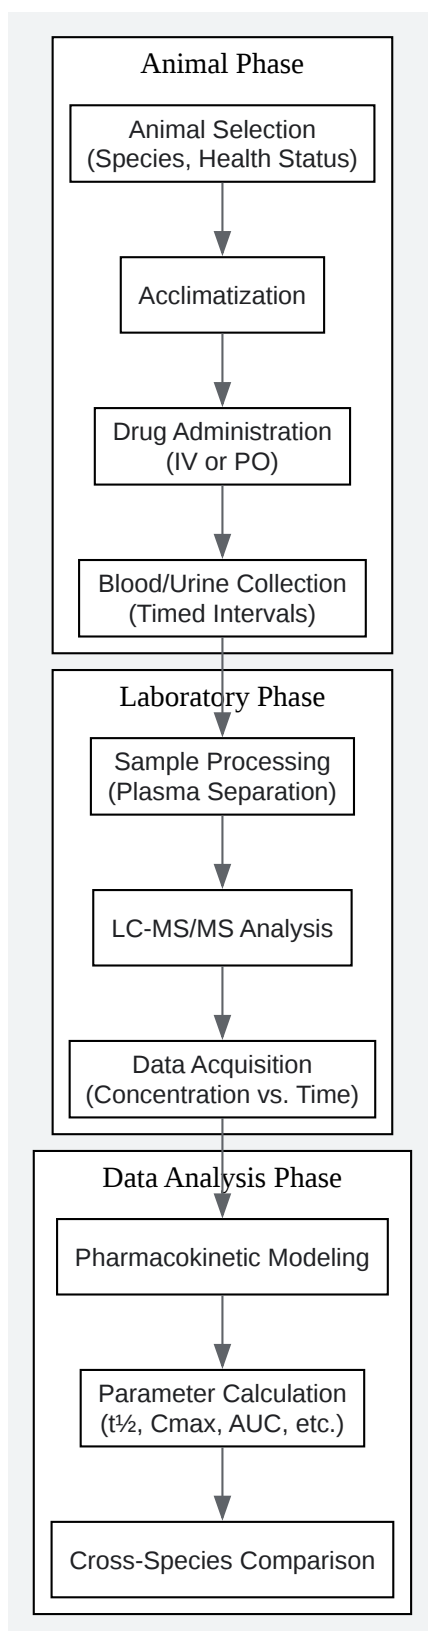 Animal Phase
Animal Selection
(Species, Health Status)
Acclimatization
Drug Administration
(IV or PO)
Blood/Urine Collection
(Timed Intervals)
Laboratory Phase
Sample Processing
(Plasma Separation)
LC-MS/MS Analysis
Data Acquisition
(Concentration vs. Time)
Data Analysis Phase
Pharmacokinetic Modeling
Parameter Calculation
(t½, Cmax, AUC, etc.)
Cross-Species Comparison